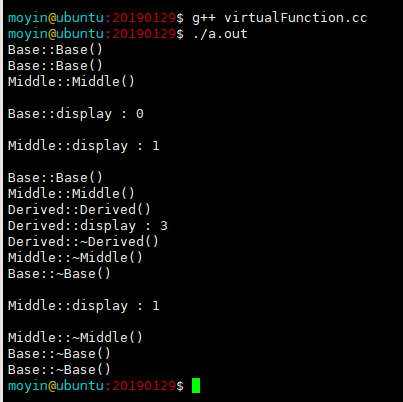 moyin@ubuntu:20190129$ g++ virtualFunction.cc
moyin@ubuntu:20190129$ ./a.out
Base::Base()
Base::Base()
Middle::Middle()
Base::display : 0
Middle::display : 1
Base::Base()
Middle::Middle()
Derived::Derived()
Derived::display : 3
Derived::~Derived()
Middle::~Middle()
Base::~Base()
Middle::display : 1
Middle::~Middle()
Base::~Base()
Base::~Base()
moyin@ubuntu:20190129$